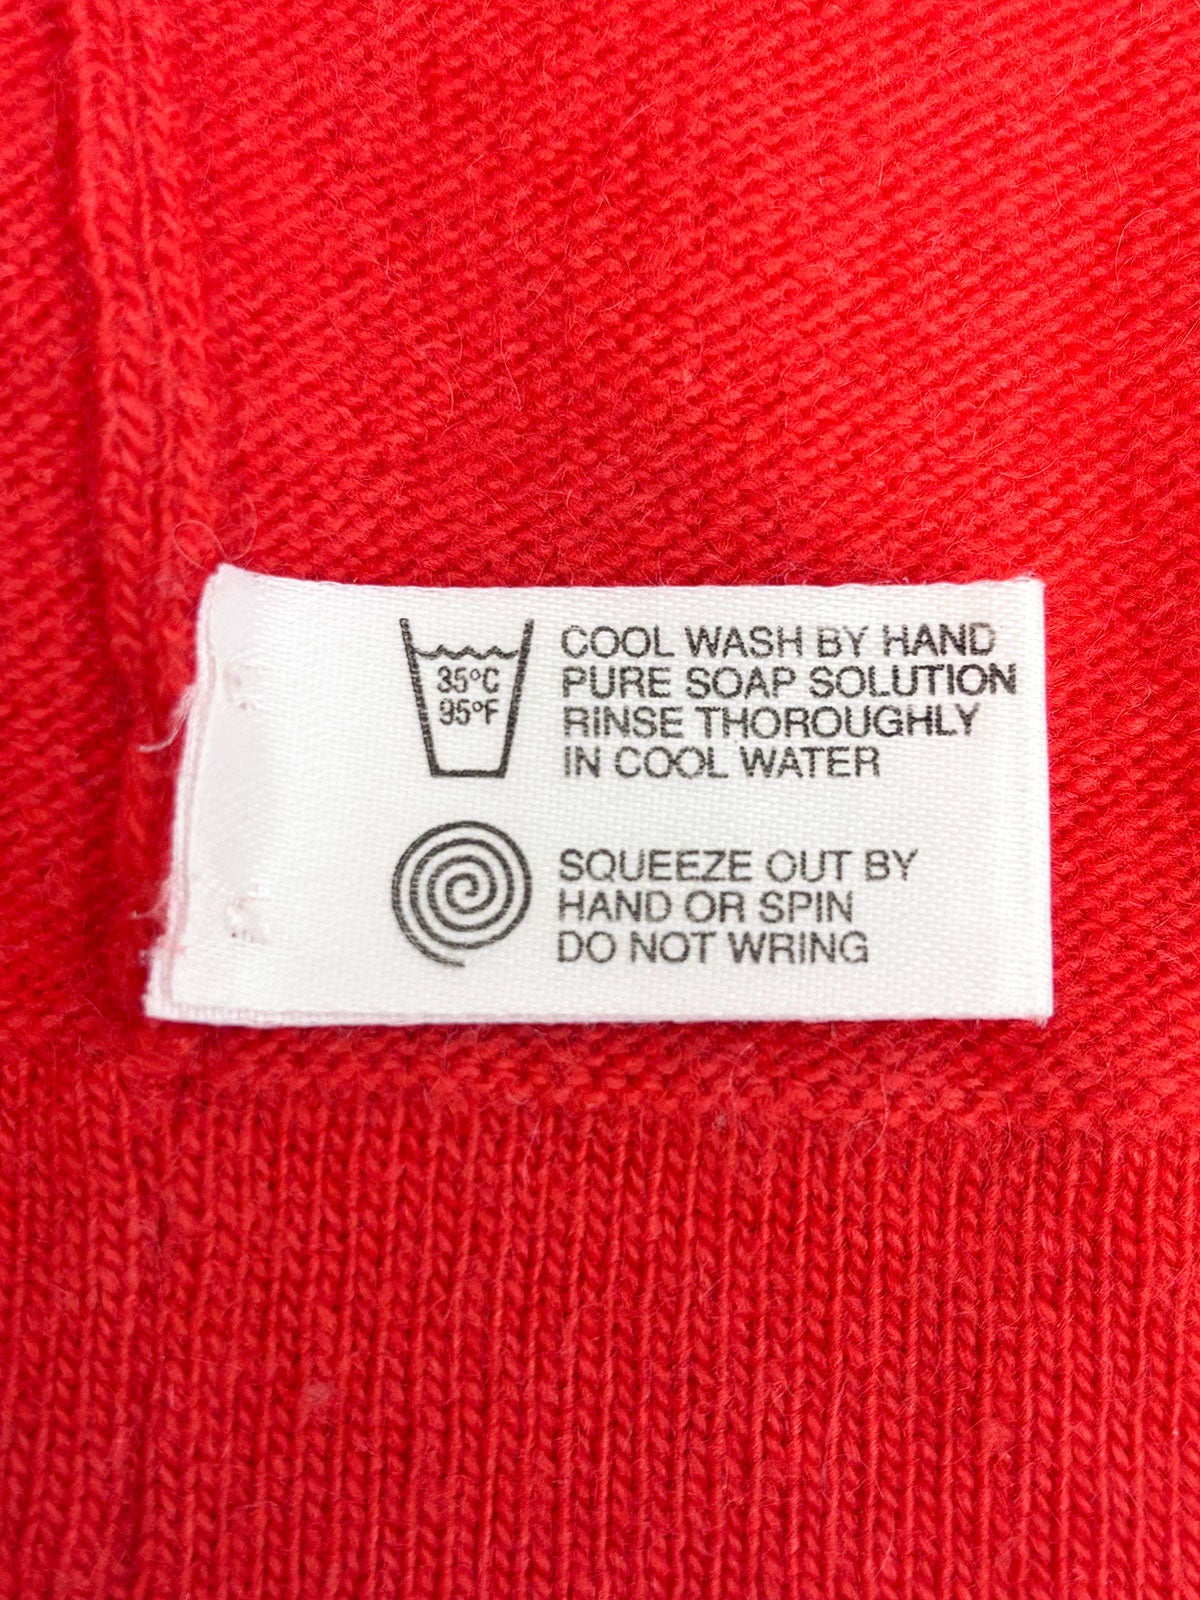 35°C
95°F
COOL WASH BY HAND
PURE SOAP SOLUTION
RINSE THOROUGHLY
IN COOL WATER
SQUEEZE OUT BY
HAND OR SPIN
DO NOT WRING